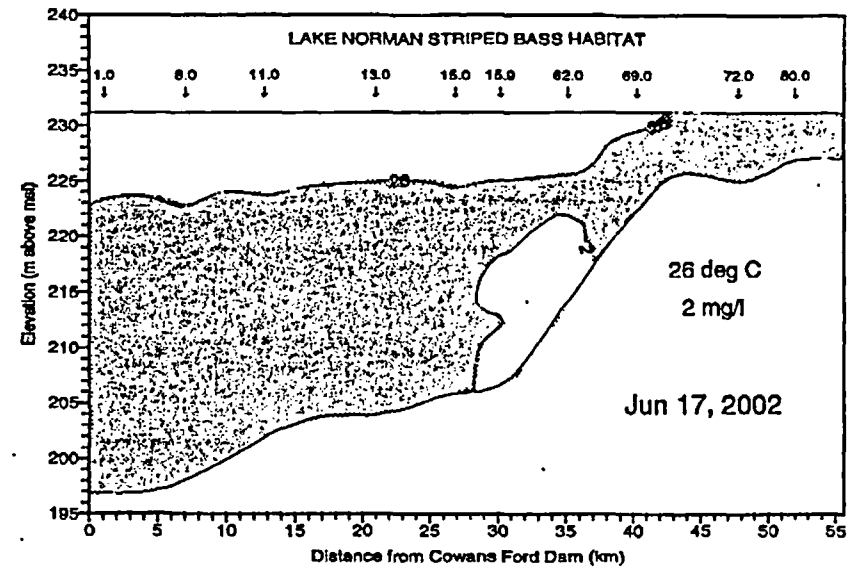 LAKE NORMAN STRIPED BASS HABITAT
1.0 8.0 11.0 13.0 15.0 15.9 62.0 69.0 72.0 80.0
240
235
230
225
220
215
210
205
200
195
Elevation (m above msl)
26
2
26 deg C
2 mg/l
Jun 17, 2002
0 5 10 15 20 25 30 35 40 45 50 55
Distance from Cowans Ford Dam (km)